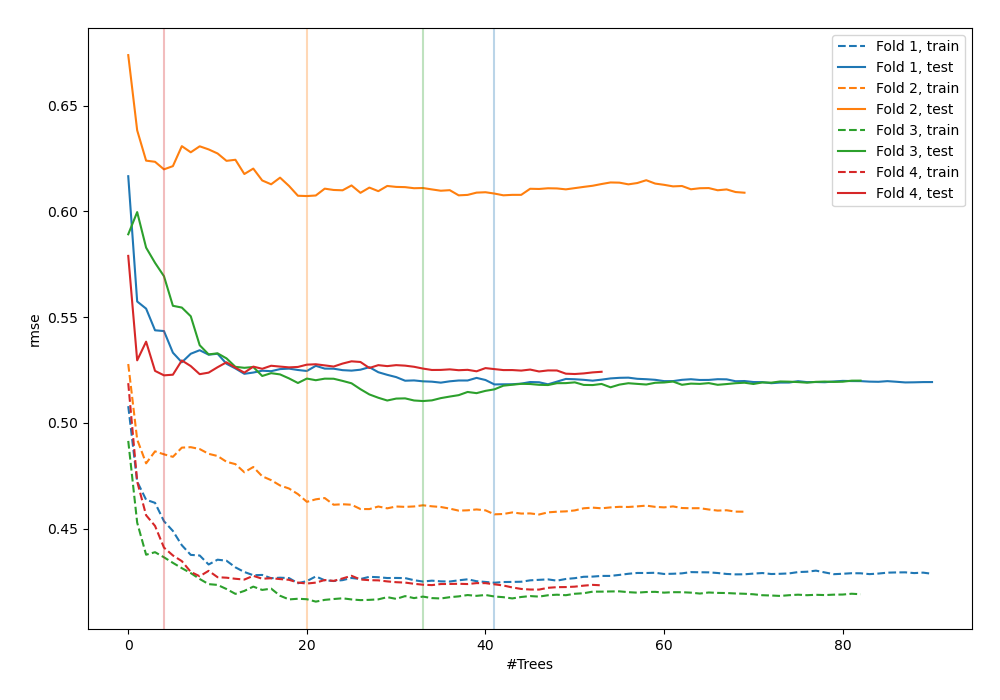 0.65
0.60
0.55
0.50
0.45
rmse
0
20
40
60
80
#Trees
Fold 1, train
Fold 1, test
Fold 2, train
Fold 2, test
Fold 3, train
Fold 3, test
Fold 4, train
Fold 4, test